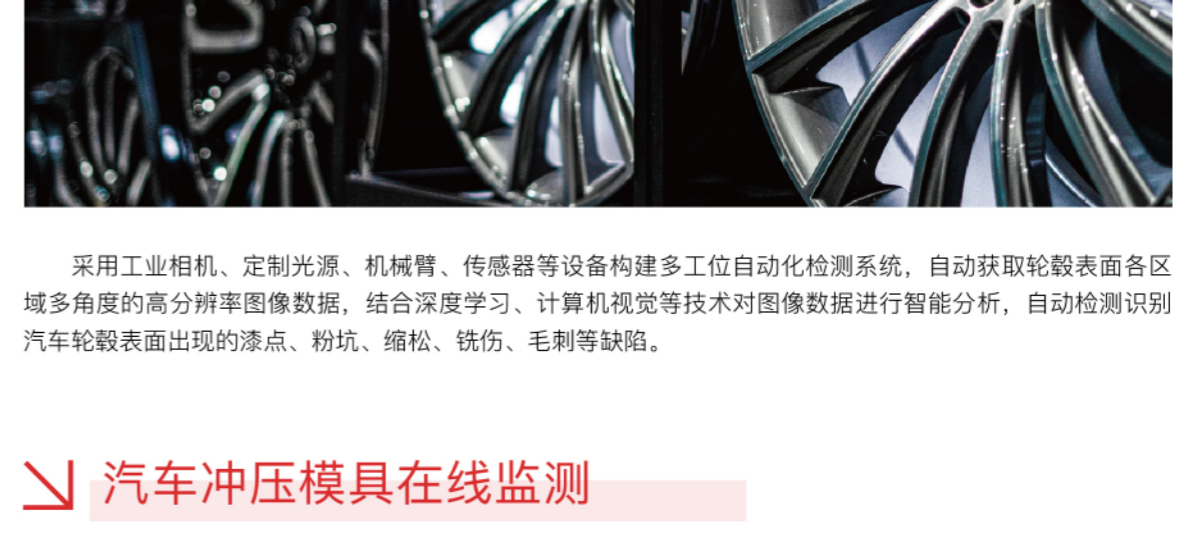 采用工业相机、定制光源、机械臂、传感器等设备构建多工位自动化检测系统，自动获取轮毂表面各区
域多角度的高分辨率图像数据，结合深度学习、计算机视觉等技术对图像数据进行智能分析，自动检测识别
汽车轮毂表面出现的漆点、粉坑、缩松、铣伤、毛刺等缺陷。
汽车冲压模具在线监测